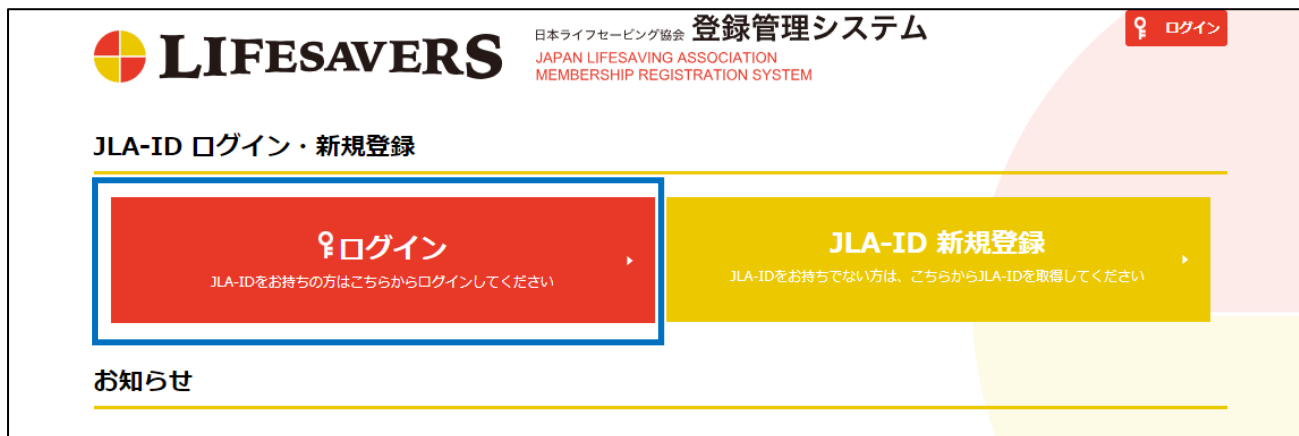 LIFESAVERS
日本ライフセービング協会 登録管理システム
JAPAN LIFESAVING ASSOCIATION
MEMBERSHIP REGISTRATION SYSTEM
ログイン
JLA-ID ログイン・新規登録
ログイン
JLA-IDをお持ちの方はこちらからログインしてください
JLA-ID 新規登録
JLA-IDをお持ちでない方は、こちらからJLA-IDを取得してください
お知らせ